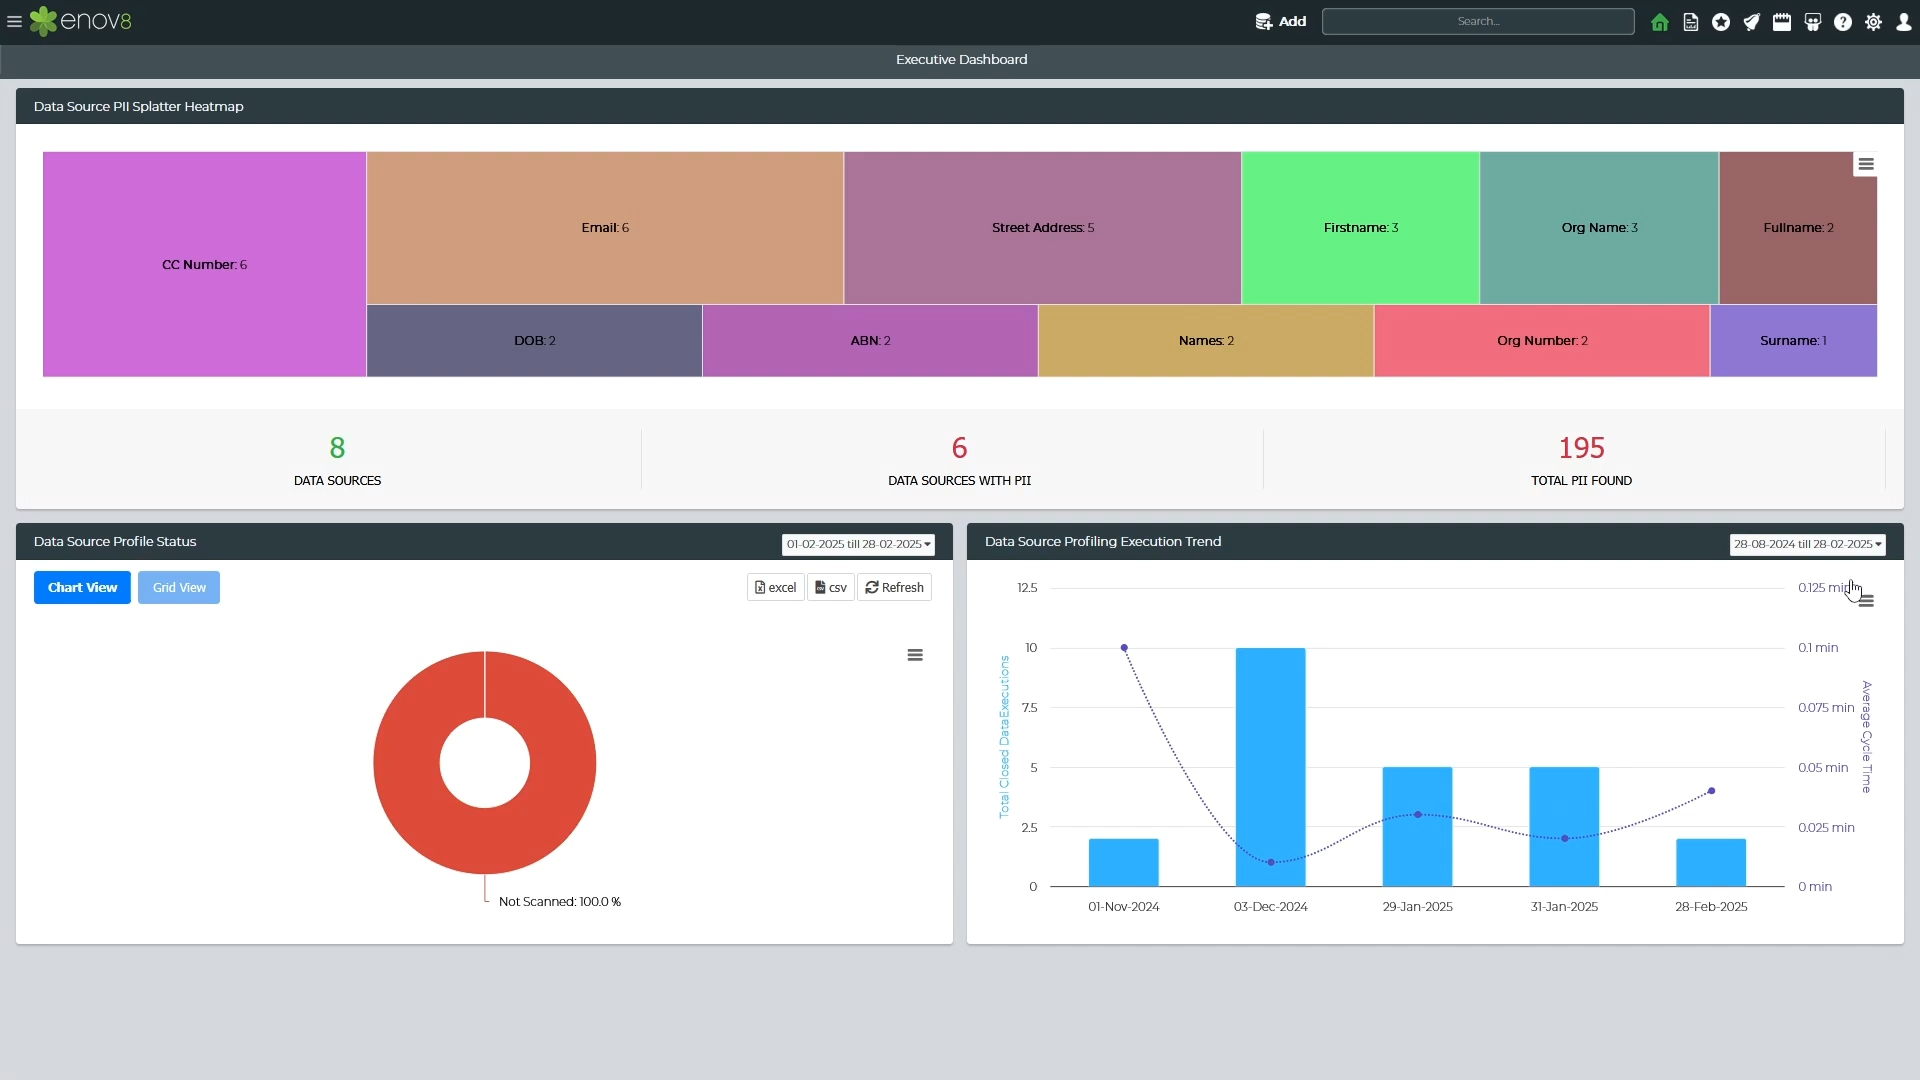 enov8
Add
Search...
Executive Dashboard
Data Source PII Splatter Heatmap
CC Number: 6
Email: 6
Street Address: 5
Firstname: 3
Org Name: 3
Fullname: 2
DOB: 2
ABN: 2
Names: 2
Org Number: 2
Surname: 1
8
DATA SOURCES
6
DATA SOURCES WITH PII
195
TOTAL PII FOUND
Data Source Profile Status
01-02-2025 till 28-02-2025
Chart View
Grid View
excel
csv
Refresh
Not Scanned: 100.0 %
Data Source Profiling Execution Trend
28-08-2024 till 28-02-2025
12.5
10
7.5
5
2.5
0
Total Closed DataExecutions
0.125 min
0.1 min
0.075 min
0.05 min
0.025 min
0 min
Average Cycle Time
01-Nov-2024
03-Dec-2024
29-Jan-2025
31-Jan-2025
28-Feb-2025